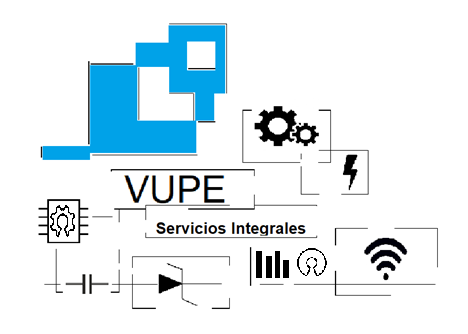 VUPE
Servicios Integrales